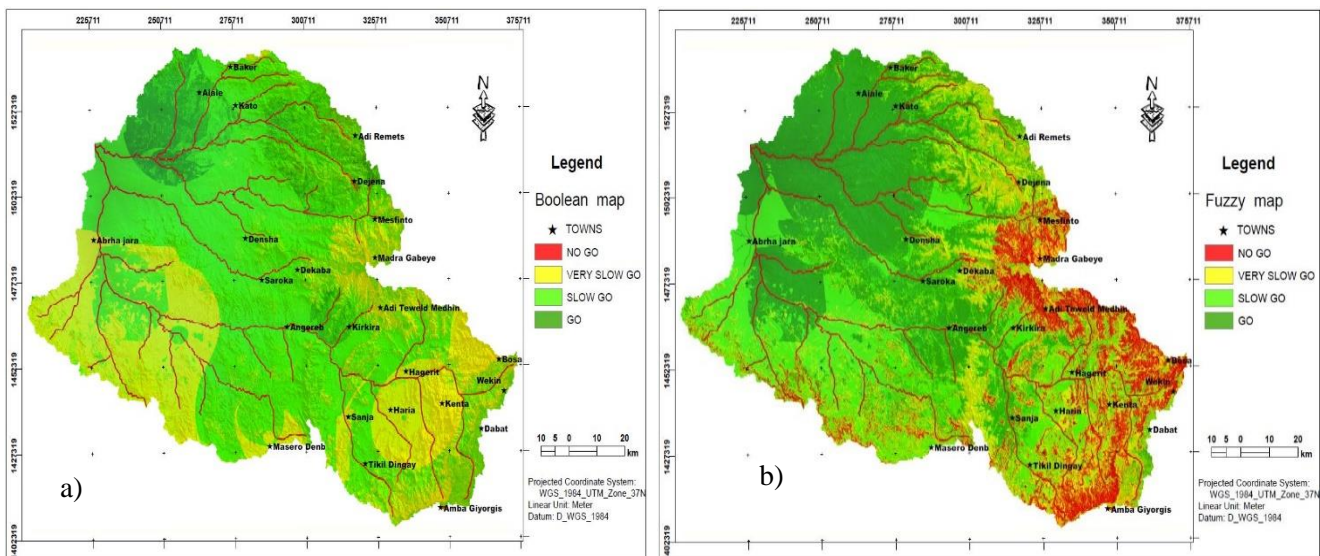 225711 250711 275711 300711 325711 350711 375711
1527319
1502319
1477319
1452319
1427319
402319
Baker
Ajale
Kato
Adi Remets
Dejena
Mesfinto
Abrha jara
Densha
Madra Gabeye
Dekaba
Saroka
Adi Teweld Medhin
Angereb
Kirkira
Bosa
Hagerit
Wekin
Kenta
Haria
Sanja
Dabat
Masero Denb
Tikil Dingay
Amba Giyorgis
a)
N
Legend
Boolean map
TOWNS
NO GO
VERY SLOW GO
SLOW GO
GO
10 5 0 10 20
km
Projected Coordinate System:
WGS_1984_UTM_Zone_37N
Linear Unit: Meter
Datum: D_WGS_1984
225711 250711 275711 300711 325711 350711 375711
1527319
1502319
1477319
1452319
1427319
402319
Baker
Ajale
Kato
Adi Remets
Dejena
Mesfinto
Abrha jara
Densha
Madra Gabeye
Dekaba
Saroka
Adi Teweld Medhin
Angereb
Kirkira
Bosa
Hagerit
Wekin
Kenta
Haria
Sanja
Dabat
Masero Denb
Tikil Dingay
Amba Giyorgis
b)
N
Legend
Fuzzy map
TOWNS
NO GO
VERY SLOW GO
SLOW GO
GO
10 5 0 10 20
km
Projected Coordinate System:
WGS_1984_UTM_Zone_37N
Linear Unit: Meter
Datum: D_WGS_1984